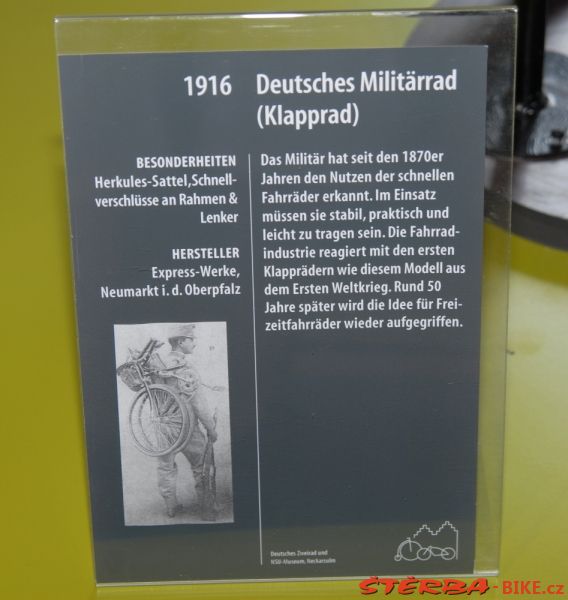 1916 Deutsches Militärrad
(Klapprad)
BESONDERHEITEN
Herkules-Sattel,Schnell-
verschlüsse an Rahmen &
Lenker
HERSTELLER
Express-Werke,
Neumarkt i. d. Oberpfalz
Das Militär hat seit den 1870er
Jahren den Nutzen der schnellen
Fahrräder erkannt. Im Einsatz
müssen sie stabil, praktisch und
leicht zu tragen sein. Die Fahrrad-
industrie reagiert mit den ersten
Klapprädern wie diesem Modell aus
dem Ersten Weltkrieg. Rund 50
Jahre später wird die Idee für Frei-
zeitfahrräder wieder aufgegriffen.
Deutsches Zweirad und
NSU-Museum, Neckarsulm
ŠTĚRBA-BIKE.cz